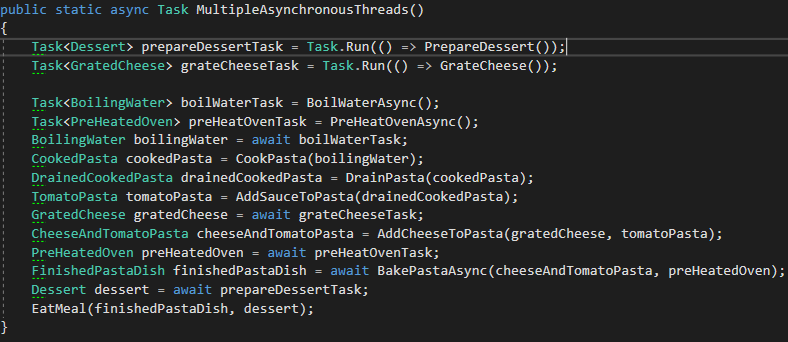 public static async Task MultipleAsynchronousThreads()
{
Task<Dessert> prepareDessertTask = Task.Run(() => PrepareDessert());
Task<GratedCheese> grateCheeseTask = Task.Run(() => GrateCheese());
Task<BoilingWater> boilWaterTask = BoilWaterAsync();
Task<PreHeatedOven> preHeatOvenTask = PreHeatOvenAsync();
BoilingWater boilingWater = await boilWaterTask;
CookedPasta cookedPasta = CookPasta(boilingWater);
DrainedCookedPasta drainedCookedPasta = DrainPasta(cookedPasta);
TomatoPasta tomatoPasta = AddSauceToPasta(drainedCookedPasta);
GratedCheese gratedCheese = await grateCheeseTask;
CheeseAndTomatoPasta cheeseAndTomatoPasta = AddCheeseToPasta(gratedCheese, tomatoPasta);
PreHeatedOven preHeatedOven = await preHeatOvenTask;
FinishedPastaDish finishedPastaDish = await BakePastaAsync(cheeseAndTomatoPasta, preHeatedOven);
Dessert dessert = await prepareDessertTask;
EatMeal(finishedPastaDish, dessert);
}